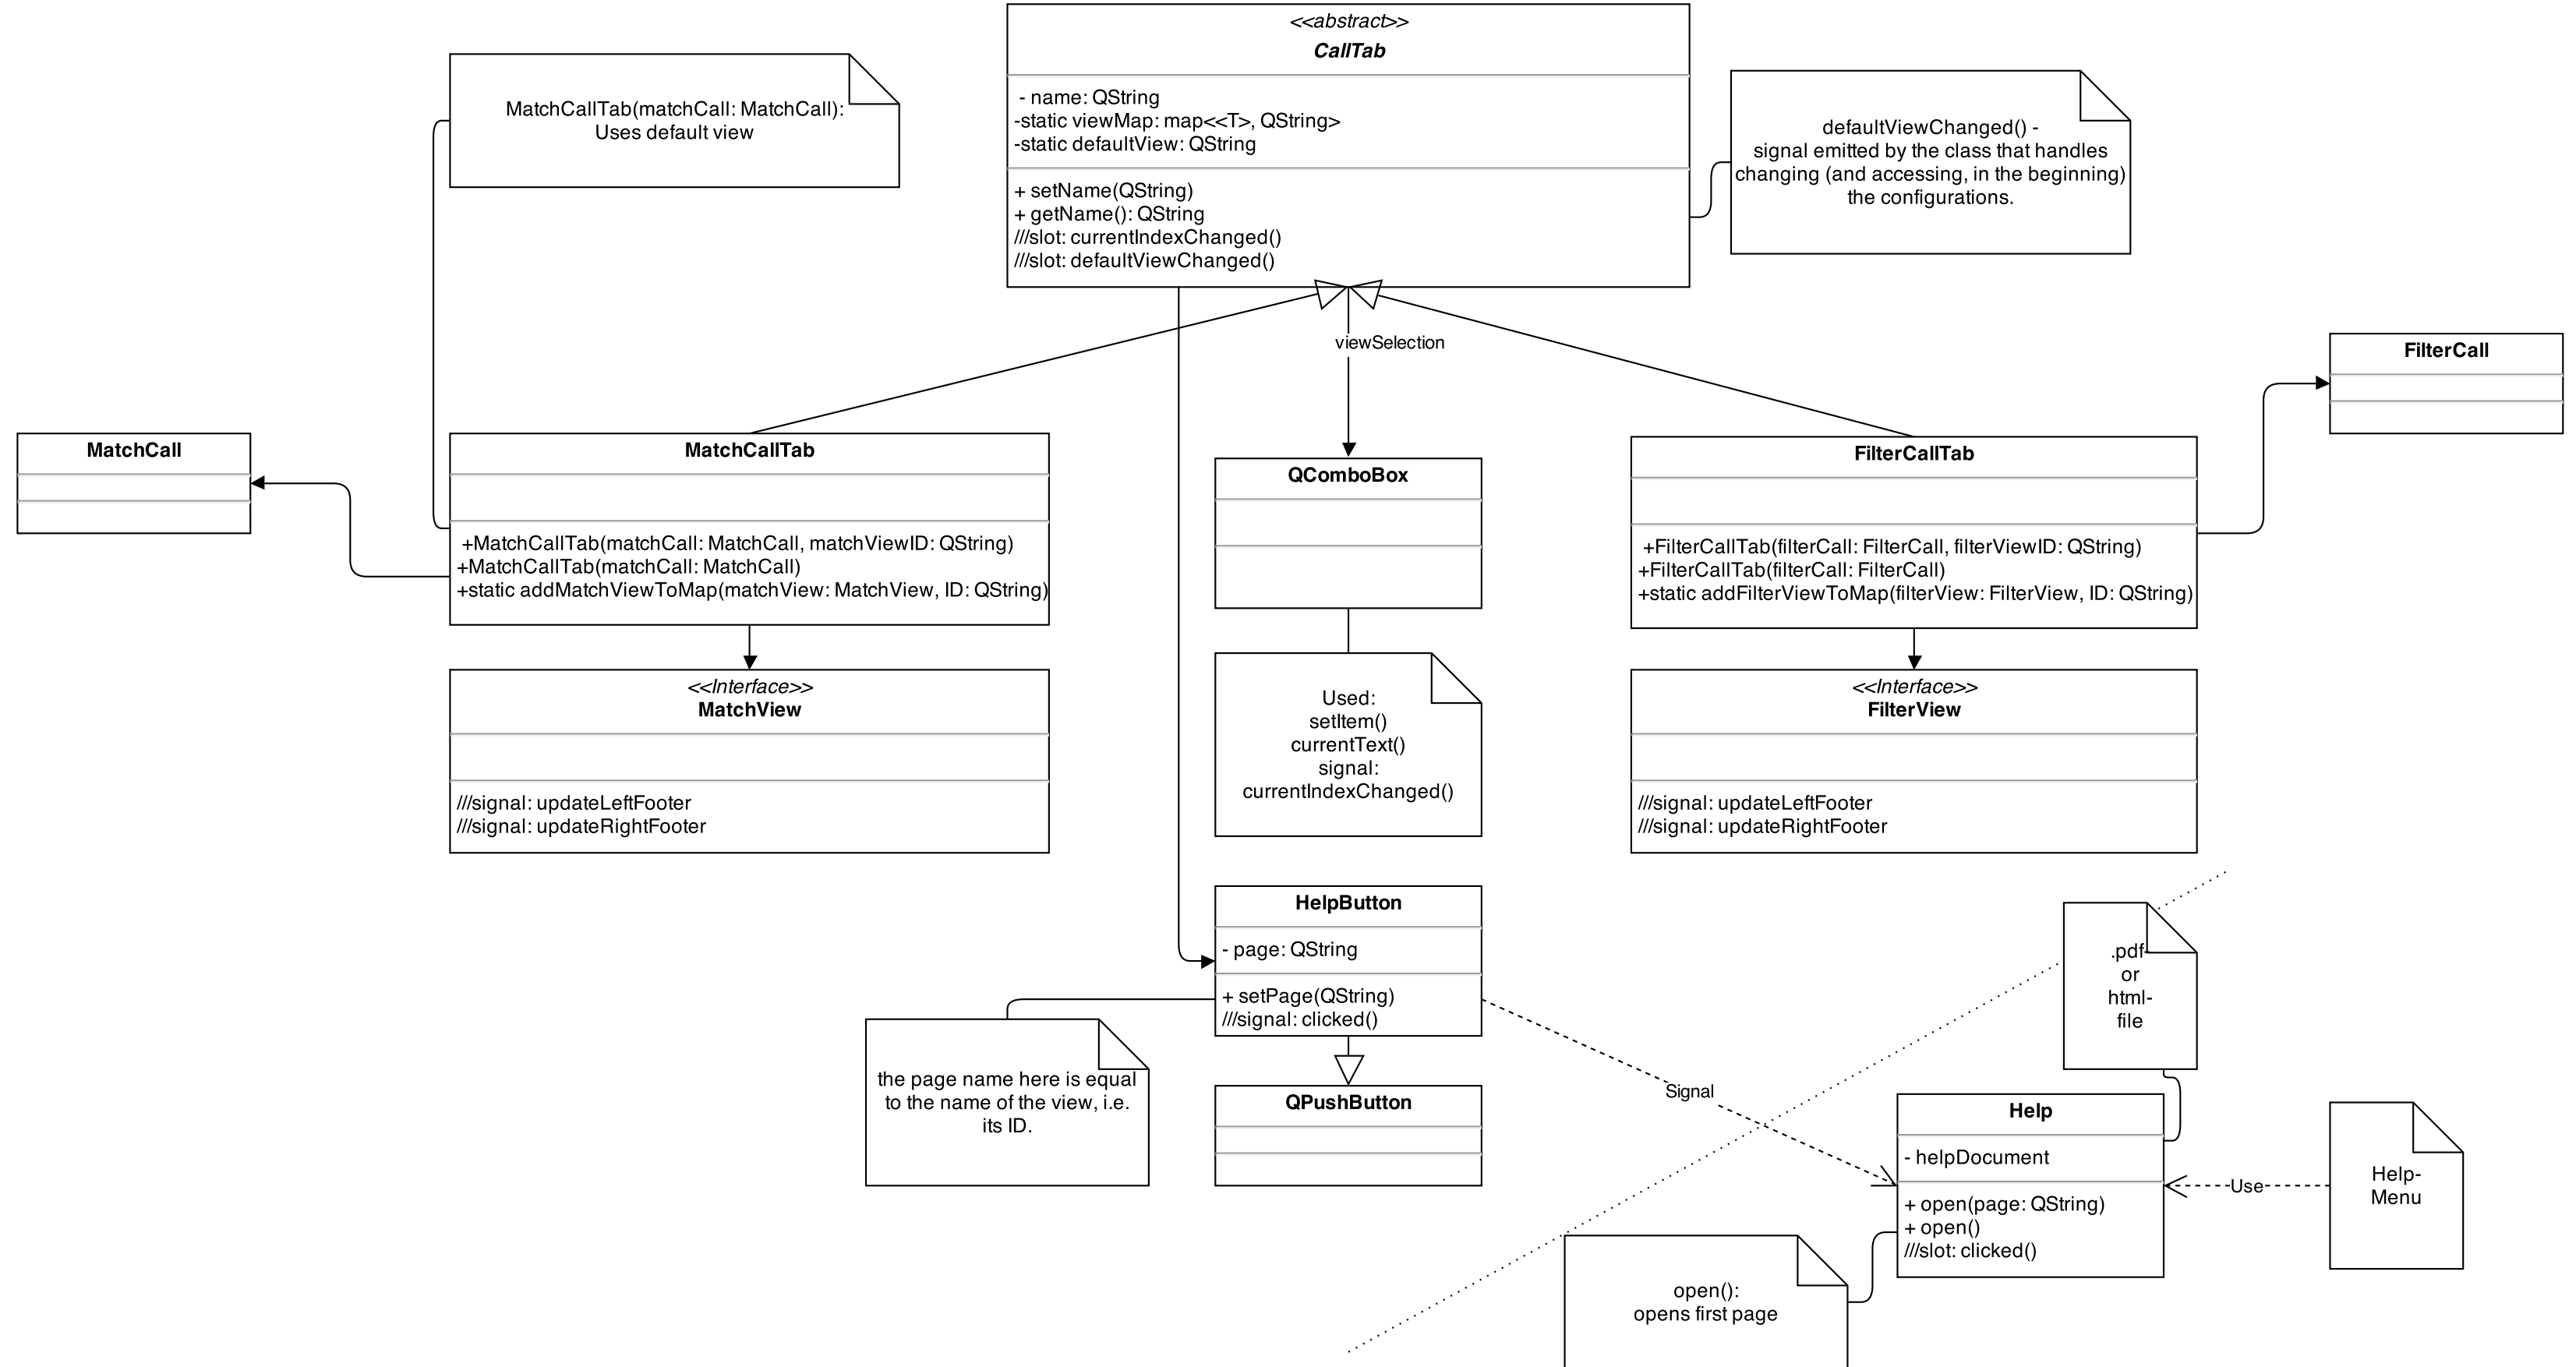 <<abstract>>
CallTab
- name: QString
-static viewMap: map<<T>, QString>
-static defaultView: QString
+ setName(QString)
+ getName(): QString
///slot: currentIndexChanged()
///slot: defaultViewChanged()
MatchCallTab(matchCall: MatchCall):
Uses default view
defaultViewChanged() -
signal emitted by the class that handles
changing (and accessing, in the beginning)
the configurations.
viewSelection
FilterCall
MatchCall
MatchCallTab
+MatchCallTab(matchCall: MatchCall, matchViewID: QString)
+MatchCallTab(matchCall: MatchCall)
+static addMatchViewToMap(matchView: MatchView, ID: QString)
QComboBox
FilterCallTab
+FilterCallTab(filterCall: FilterCall, filterViewID: QString)
+FilterCallTab(filterCall: FilterCall)
+static addFilterViewToMap(filterView: FilterView, ID: QString)
<<Interface>>
MatchView
///signal: updateLeftFooter
///signal: updateRightFooter
Used:
setItem()
currentText()
signal:
currentIndexChanged()
<<Interface>>
FilterView
///signal: updateLeftFooter
///signal: updateRightFooter
HelpButton
- page: QString
+ setPage(QString)
///signal: clicked()
the page name here is equal
to the name of the view, i.e.
its ID.
QPushButton
Signal
.pdf-
or
html-
file
Help
- helpDocument
+ open(page: QString)
+ open()
///slot: clicked()
Use
Help-
Menu
open():
opens first page